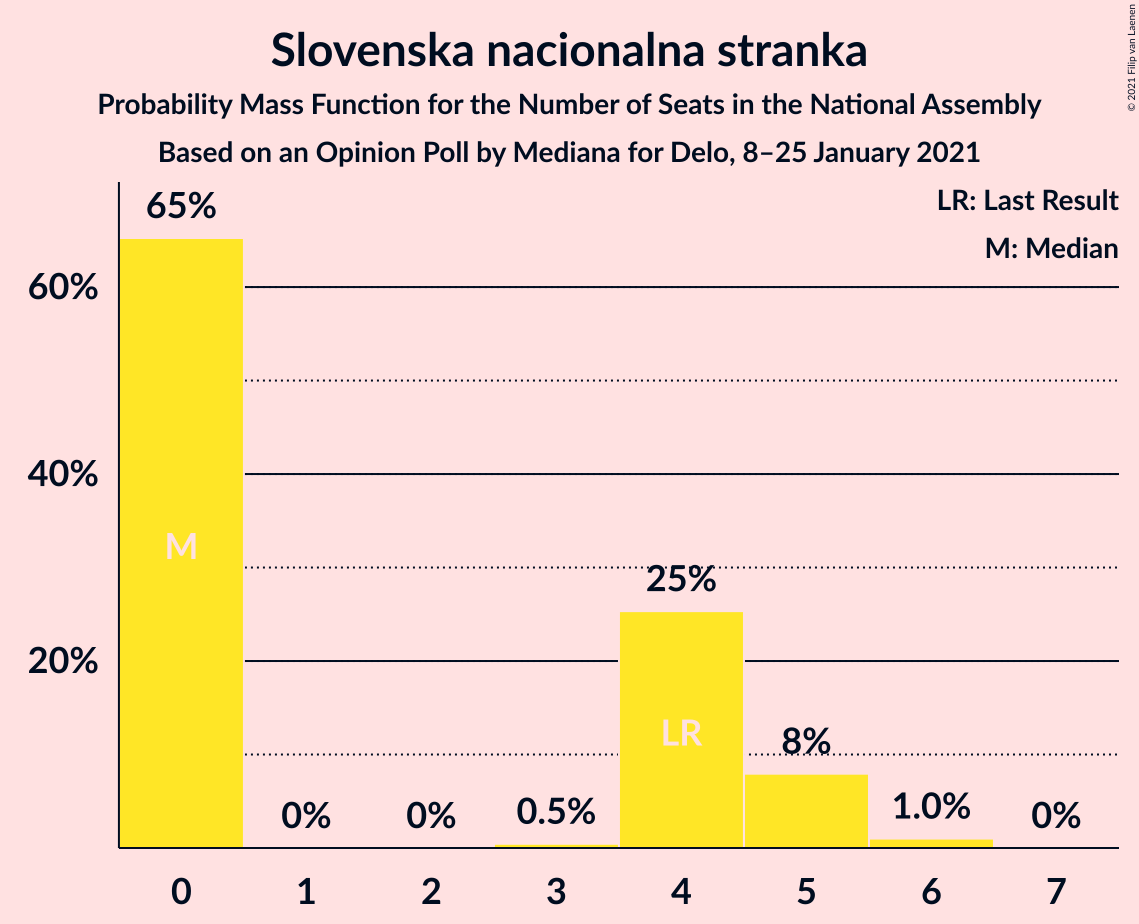 Slovenska nacionalna stranka
Probability Mass Function for the Number of Seats in the National Assembly
Based on an Opinion Poll by Mediana for Delo, 8–25 January 2021
© 2021 Filip van Laenen
LR: Last Result
M: Median
65%
60%
40%
20%
M
25%
LR
8%
0%
0%
0.5%
1.0%
0%
0 1 2 3 4 5 6 7